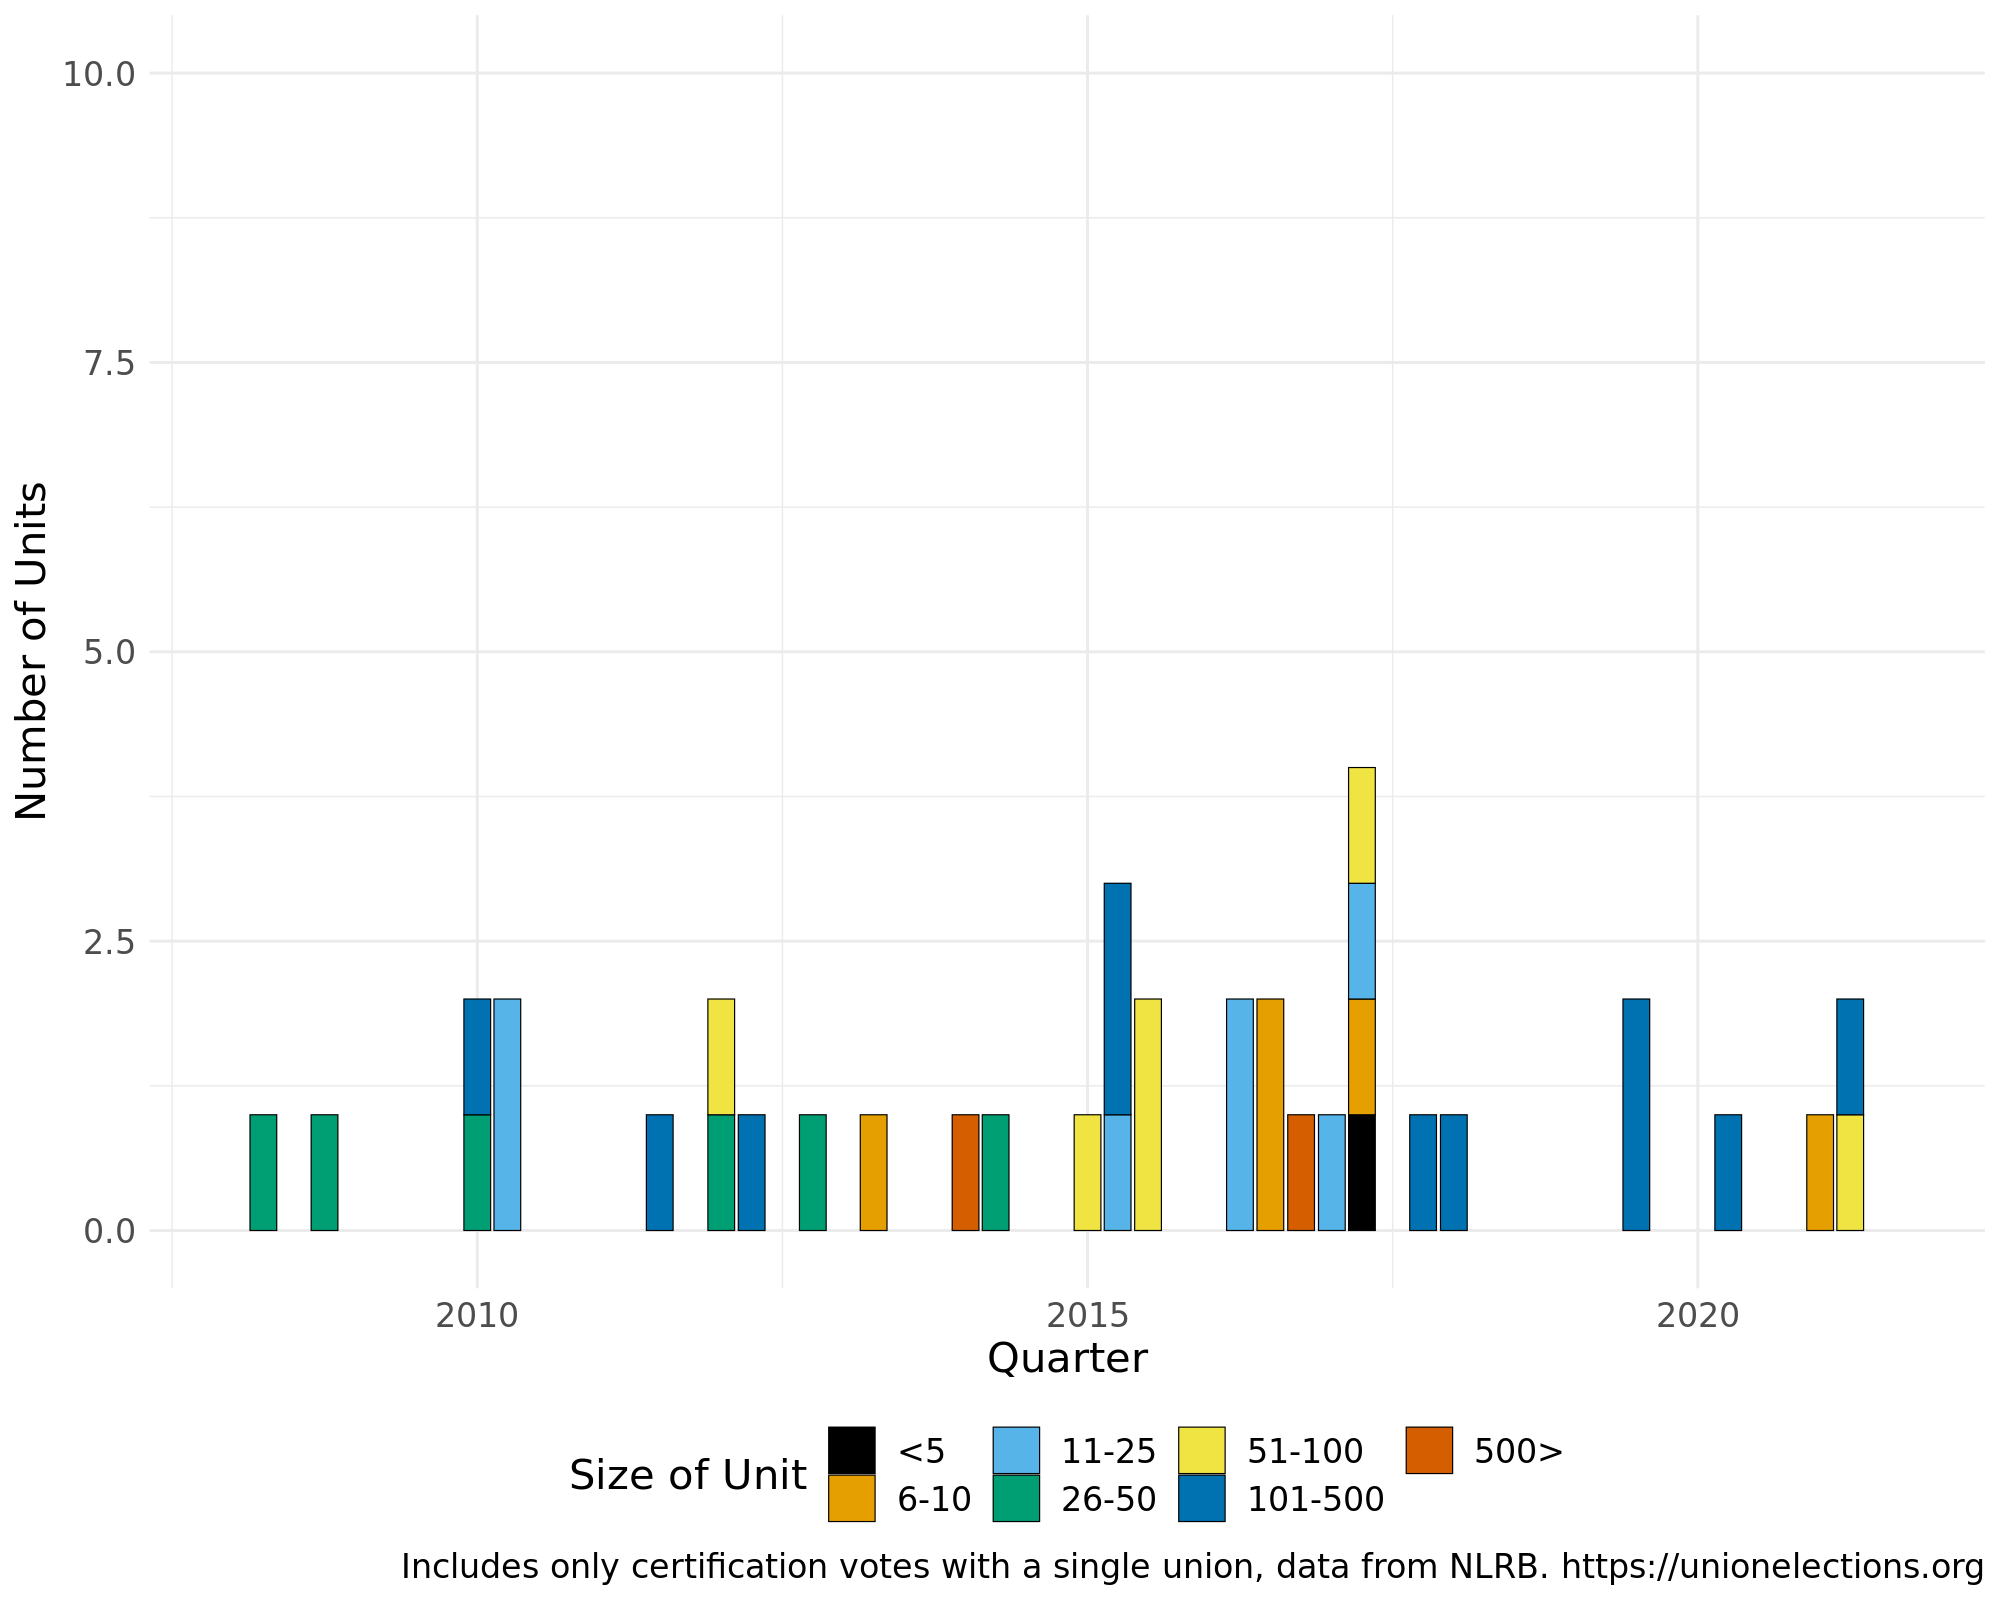 10.0
7.5
5.0
2.5
0.0
Number of Units
2010 2015 2020
Quarter
Size of Unit
<5 11-25 51-100 500>
6-10 26-50 101-500
Includes only certification votes with a single union, data from NLRB. https://unionelections.org